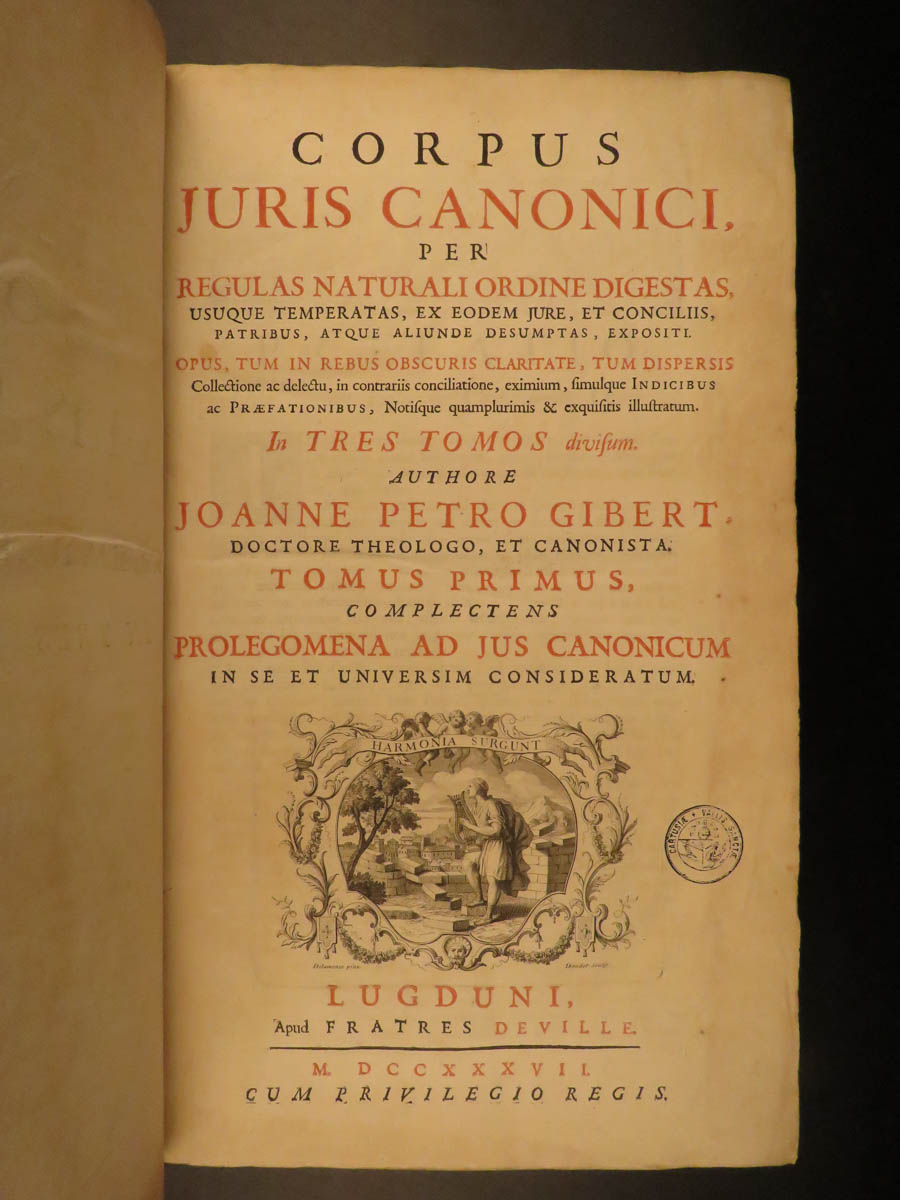 CORPUS
JURIS CANONICI,
PER
REGULAS NATURALI ORDINE DIGESTAS,
USUQUE TEMPERATAS, EX EODEM JURE, ET CONCILIIS,
PATRIBUS, ATQUE ALIUNDE DESUMPTAS, EXPOSITI.
OPUS, TUM IN REBUS OBSCURIS CLARITATE, TUM DISPERSIS
Collectione ac delectu, in contrariis conciliatione, eximium, ſimulque INDICIBUS
ac PRÆFATIONIBUS, Notiſque quamplurimis & exquiſitis illuſtratum.
In TRES TOMOS diviſum.
AUTHORE
JOANNE PETRO GIBERT,
DOCTORE THEOLOGO, ET CANONISTA.
TOMUS PRIMUS,
COMPLECTENS
PROLEGOMENA AD JUS CANONICUM
IN SE ET UNIVERSIM CONSIDERATUM.
HARMONIA SURGUNT
CARTUSIÆ + VALLIS SANCTÆ
Delamonce
LUGDUNI,
Apud FRATRES DEVILLE.
M. DCCXXXVII.
CUM PRIVILEGIO REGIS.